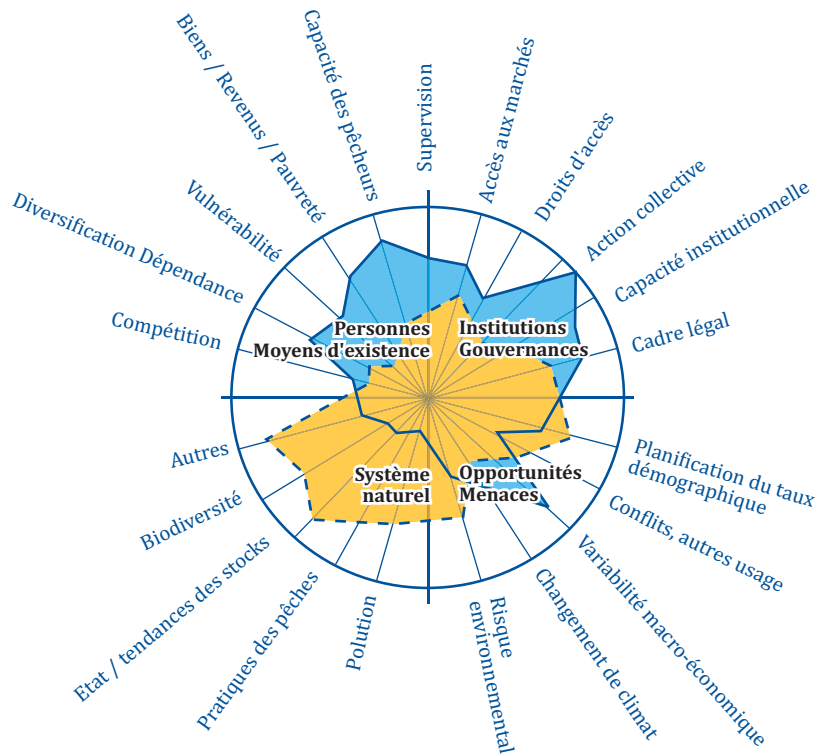 Supervision
Accès aux marchés
Droits d'accès
Action collective
Capacité institutionnelle
Cadre légal
Planification du taux
démographique
Conflits, autres usage
Variabilité macro-économique
Changement de climat
Risque
environnemental
Polution
Pratiques des pêches
Etat / tendances des stocks
Biodiversité
Autres
Compétition
Diversification Dépendance
Vulnérabilité
Biens / Revenus / Pauvreté
Capacité des pêcheurs
Personnes
Moyens d'existence
Institutions
Gouvernances
Système
naturel
Opportunités
Menaces